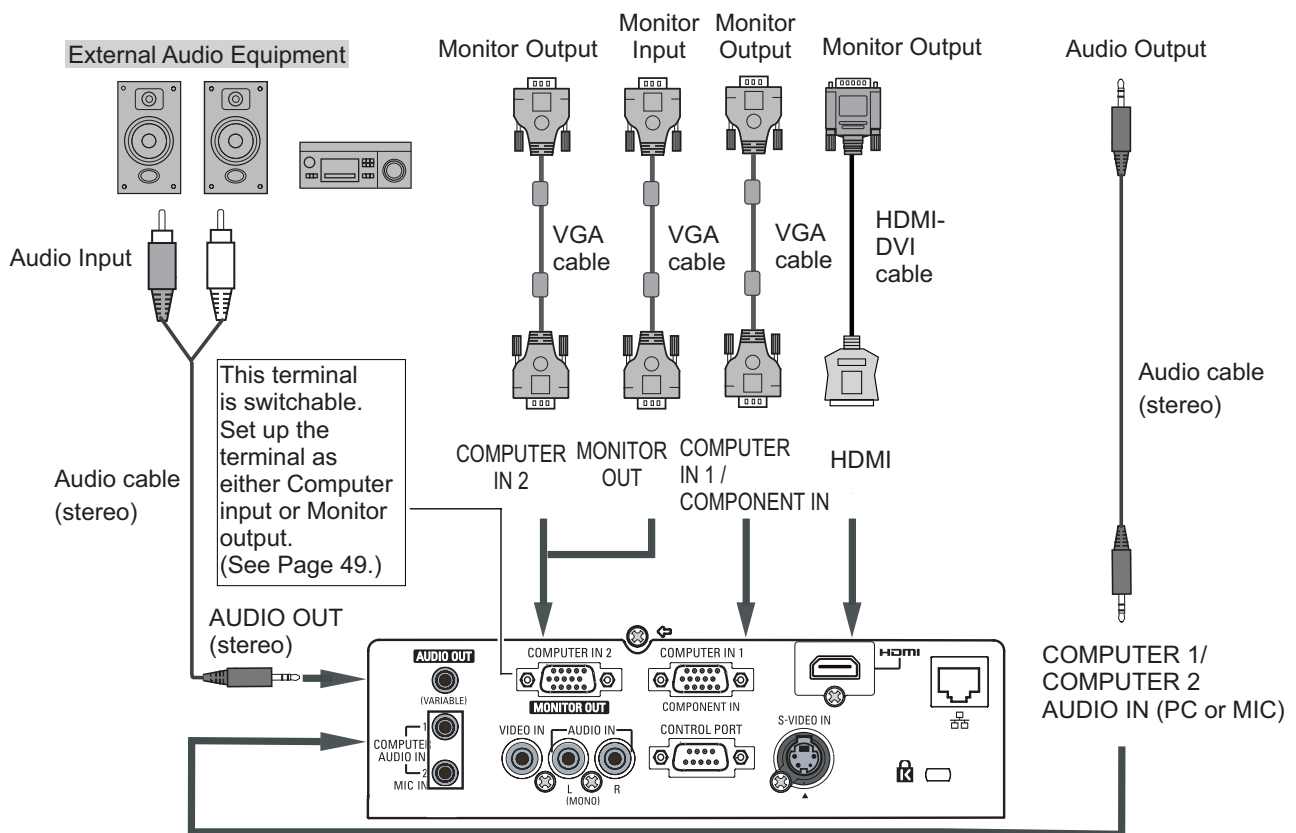 External Audio Equipment
Monitor Output
Monitor
Input
Monitor
Output
Monitor Output
Audio Output
Audio Input
VGA
cable
VGA
cable
VGA
cable
HDMI-
DVI
cable
Audio cable
(stereo)
Audio cable
(stereo)
This terminal
is switchable.
Set up the
terminal as
either Computer
input or Monitor
output.
(See Page 49.)
COMPUTER
IN 2
MONITOR
OUT
COMPUTER
IN 1 /
COMPONENT IN
HDMI
AUDIO OUT
(stereo)
COMPUTER 1/
COMPUTER 2
AUDIO IN (PC or MIC)
AUDIO OUT
(VARIABLE)
1
COMPUTER
AUDIO IN
2
MIC IN
COMPUTER IN 2
MONITOR OUT
COMPUTER IN 1
COMPONENT IN
HDMI
VIDEO IN
AUDIO IN
L
(MONO)
R
CONTROL PORT
S-VIDEO IN
K